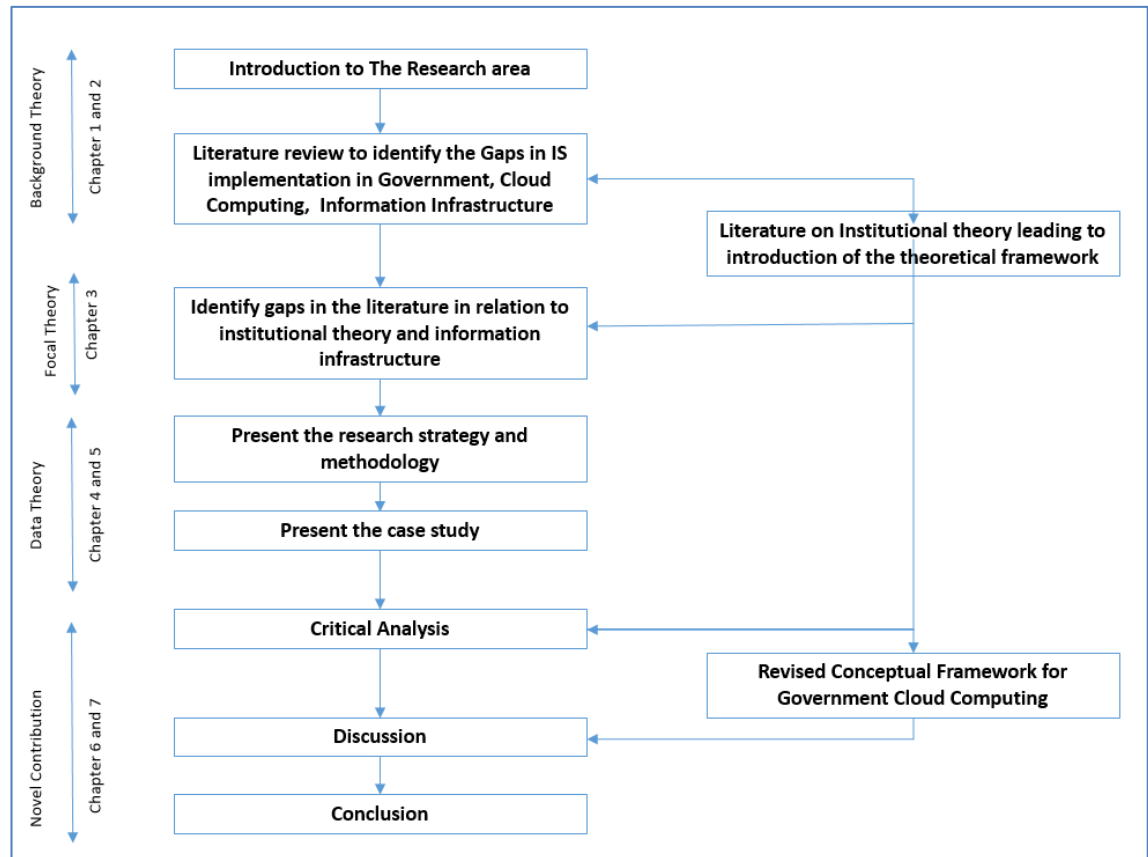 Background Theory
Chapter 1 and 2
Introduction to The Research area
Literature review to identify the Gaps in IS
implementation in Government, Cloud
Computing,  Information Infrastructure
Literature on Institutional theory leading to
introduction of the theoretical framework
Focal Theory
Chapter 3
Identify gaps in the literature in relation to
institutional theory and information
infrastructure
Data Theory
Chapter 4 and 5
Present the research strategy and
methodology
Present the case study
Novel Contribution
Chapter 6 and 7
Critical Analysis
Revised Conceptual Framework for
Government Cloud Computing
Discussion
Conclusion